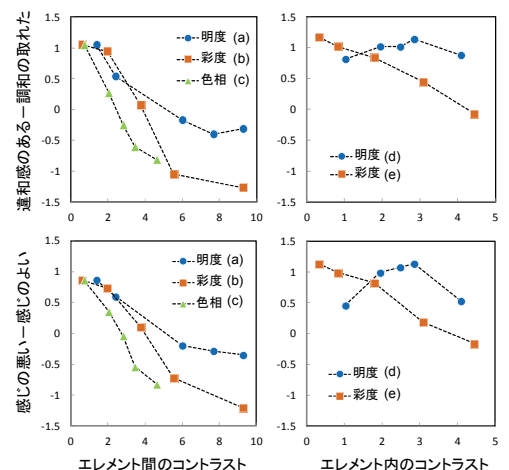 違和感のある－調和の取れた
1.5
1
0.5
0
-0.5
-1
-1.5
0 2 4 6 8 10
明度 (a)
彩度 (b)
色相 (c)
1.5
1
0.5
0
-0.5
-1
-1.5
0 1 2 3 4 5
明度 (d)
彩度 (e)
感じの悪い－感じのよい
1.5
1
0.5
0
-0.5
-1
-1.5
0 2 4 6 8 10
明度 (a)
彩度 (b)
色相 (c)
エレメント間のコントラスト
1.5
1
0.5
0
-0.5
-1
-1.5
0 1 2 3 4 5
明度 (d)
彩度 (e)
エレメント内のコントラスト